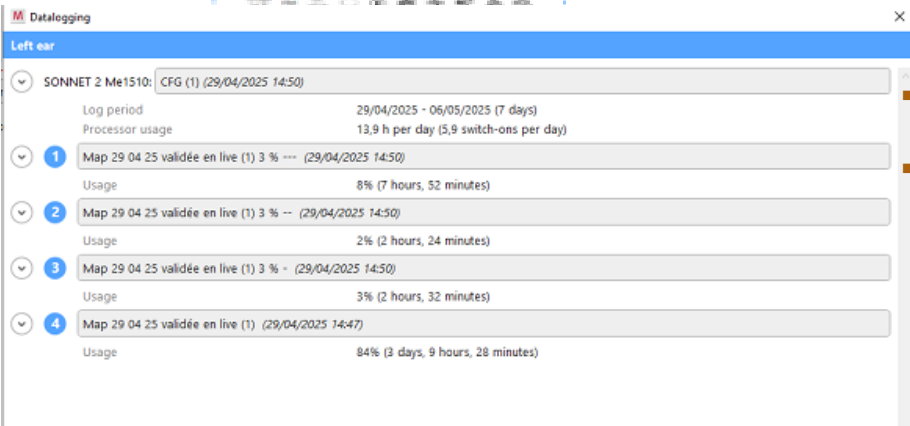 M Datalogging
Left ear
SONNET 2 Me1510: CFG (1) (29/04/2025 14:50)
Log period 29/04/2025 - 06/05/2025 (7 days)
Processor usage 13,9 h per day (5,9 switch-ons per day)
1 Map 29 04 25 validée en live (1) 3 % --- (29/04/2025 14:50)
Usage 8% (7 hours, 52 minutes)
2 Map 29 04 25 validée en live (1) 3 % -- (29/04/2025 14:50)
Usage 2% (2 hours, 24 minutes)
3 Map 29 04 25 validée en live (1) 3 % - (29/04/2025 14:50)
Usage 3% (2 hours, 32 minutes)
4 Map 29 04 25 validée en live (1) (29/04/2025 14:47)
Usage 84% (3 days, 9 hours, 28 minutes)